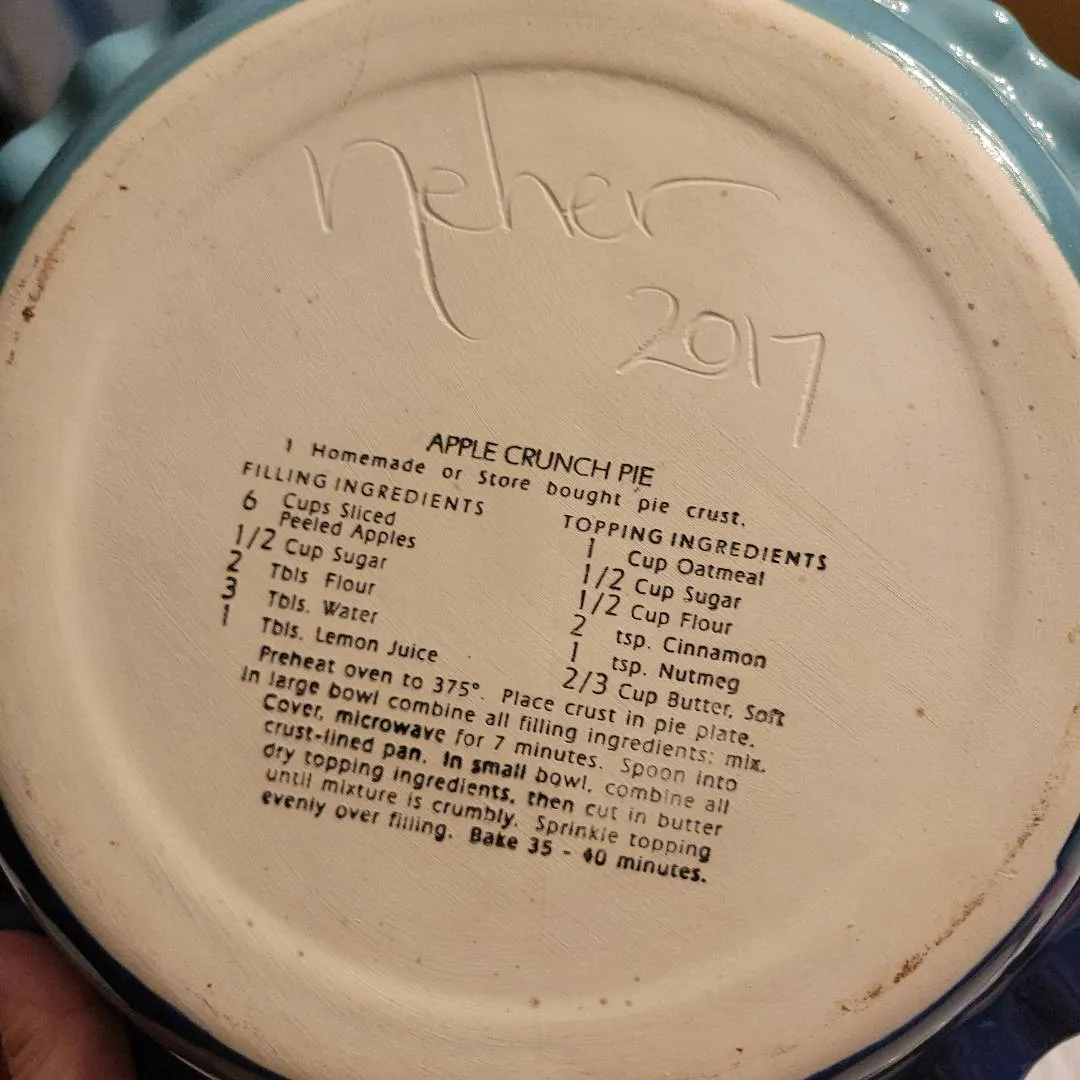 neher
2017
APPLE CRUNCH PIE
1 Homemade or Store bought pie crust.
FILLING INGREDIENTS
6 Cups Sliced
Peeled Apples
1/2 Cup Sugar
2 Tbls Flour
3 Tbls. Water
1 Tbls. Lemon Juice
TOPPING INGREDIENTS
1 Cup Oatmeal
1/2 Cup Sugar
1/2 Cup Flour
2 tsp. Cinnamon
1 tsp. Nutmeg
2/3 Cup Butter, Soft
Preheat oven to 375°. Place crust in pie plate.
In large bowl combine all filling ingredients; mix.
Cover, microwave for 7 minutes. Spoon into
crust-lined pan. In small bowl, combine all
dry topping ingredients, then cut in butter
until mixture is crumbly. Sprinkle topping
evenly over filling. Bake 35 - 40 minutes.